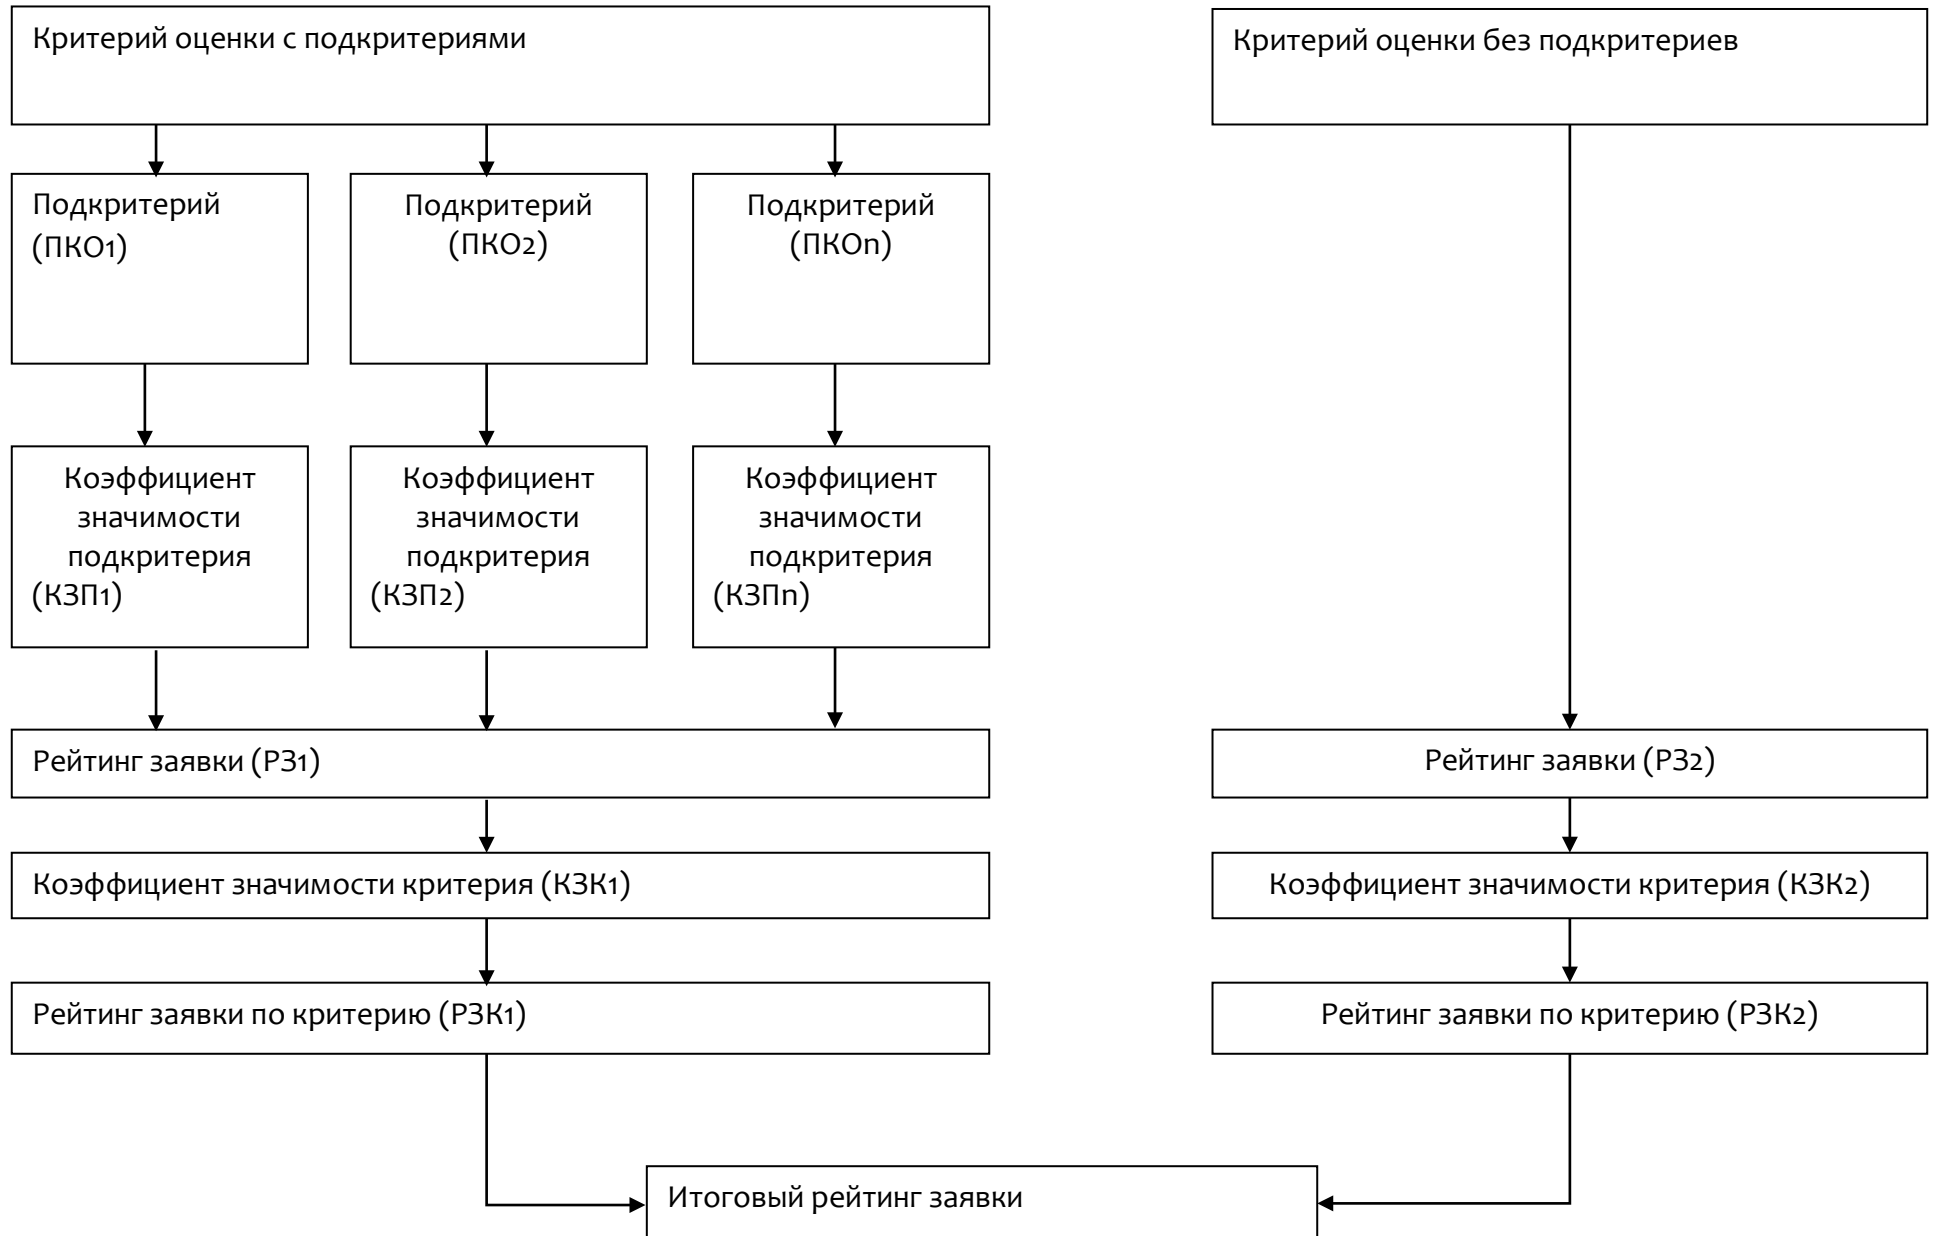 Критерий оценки с подкритериями
Критерий оценки без подкритериев
Подкритерий
(ПКО1)
Подкритерий
(ПКО2)
Подкритерий
(ПКОn)
Коэффициент
значимости
подкритерия
(КЗП1)
Коэффициент
значимости
подкритерия
(КЗП2)
Коэффициент
значимости
подкритерия
(КЗПn)
Рейтинг заявки (РЗ1)
Рейтинг заявки (РЗ2)
Коэффициент значимости критерия (КЗК1)
Коэффициент значимости критерия (КЗК2)
Рейтинг заявки по критерию (РЗК1)
Рейтинг заявки по критерию (РЗК2)
Итоговый рейтинг заявки